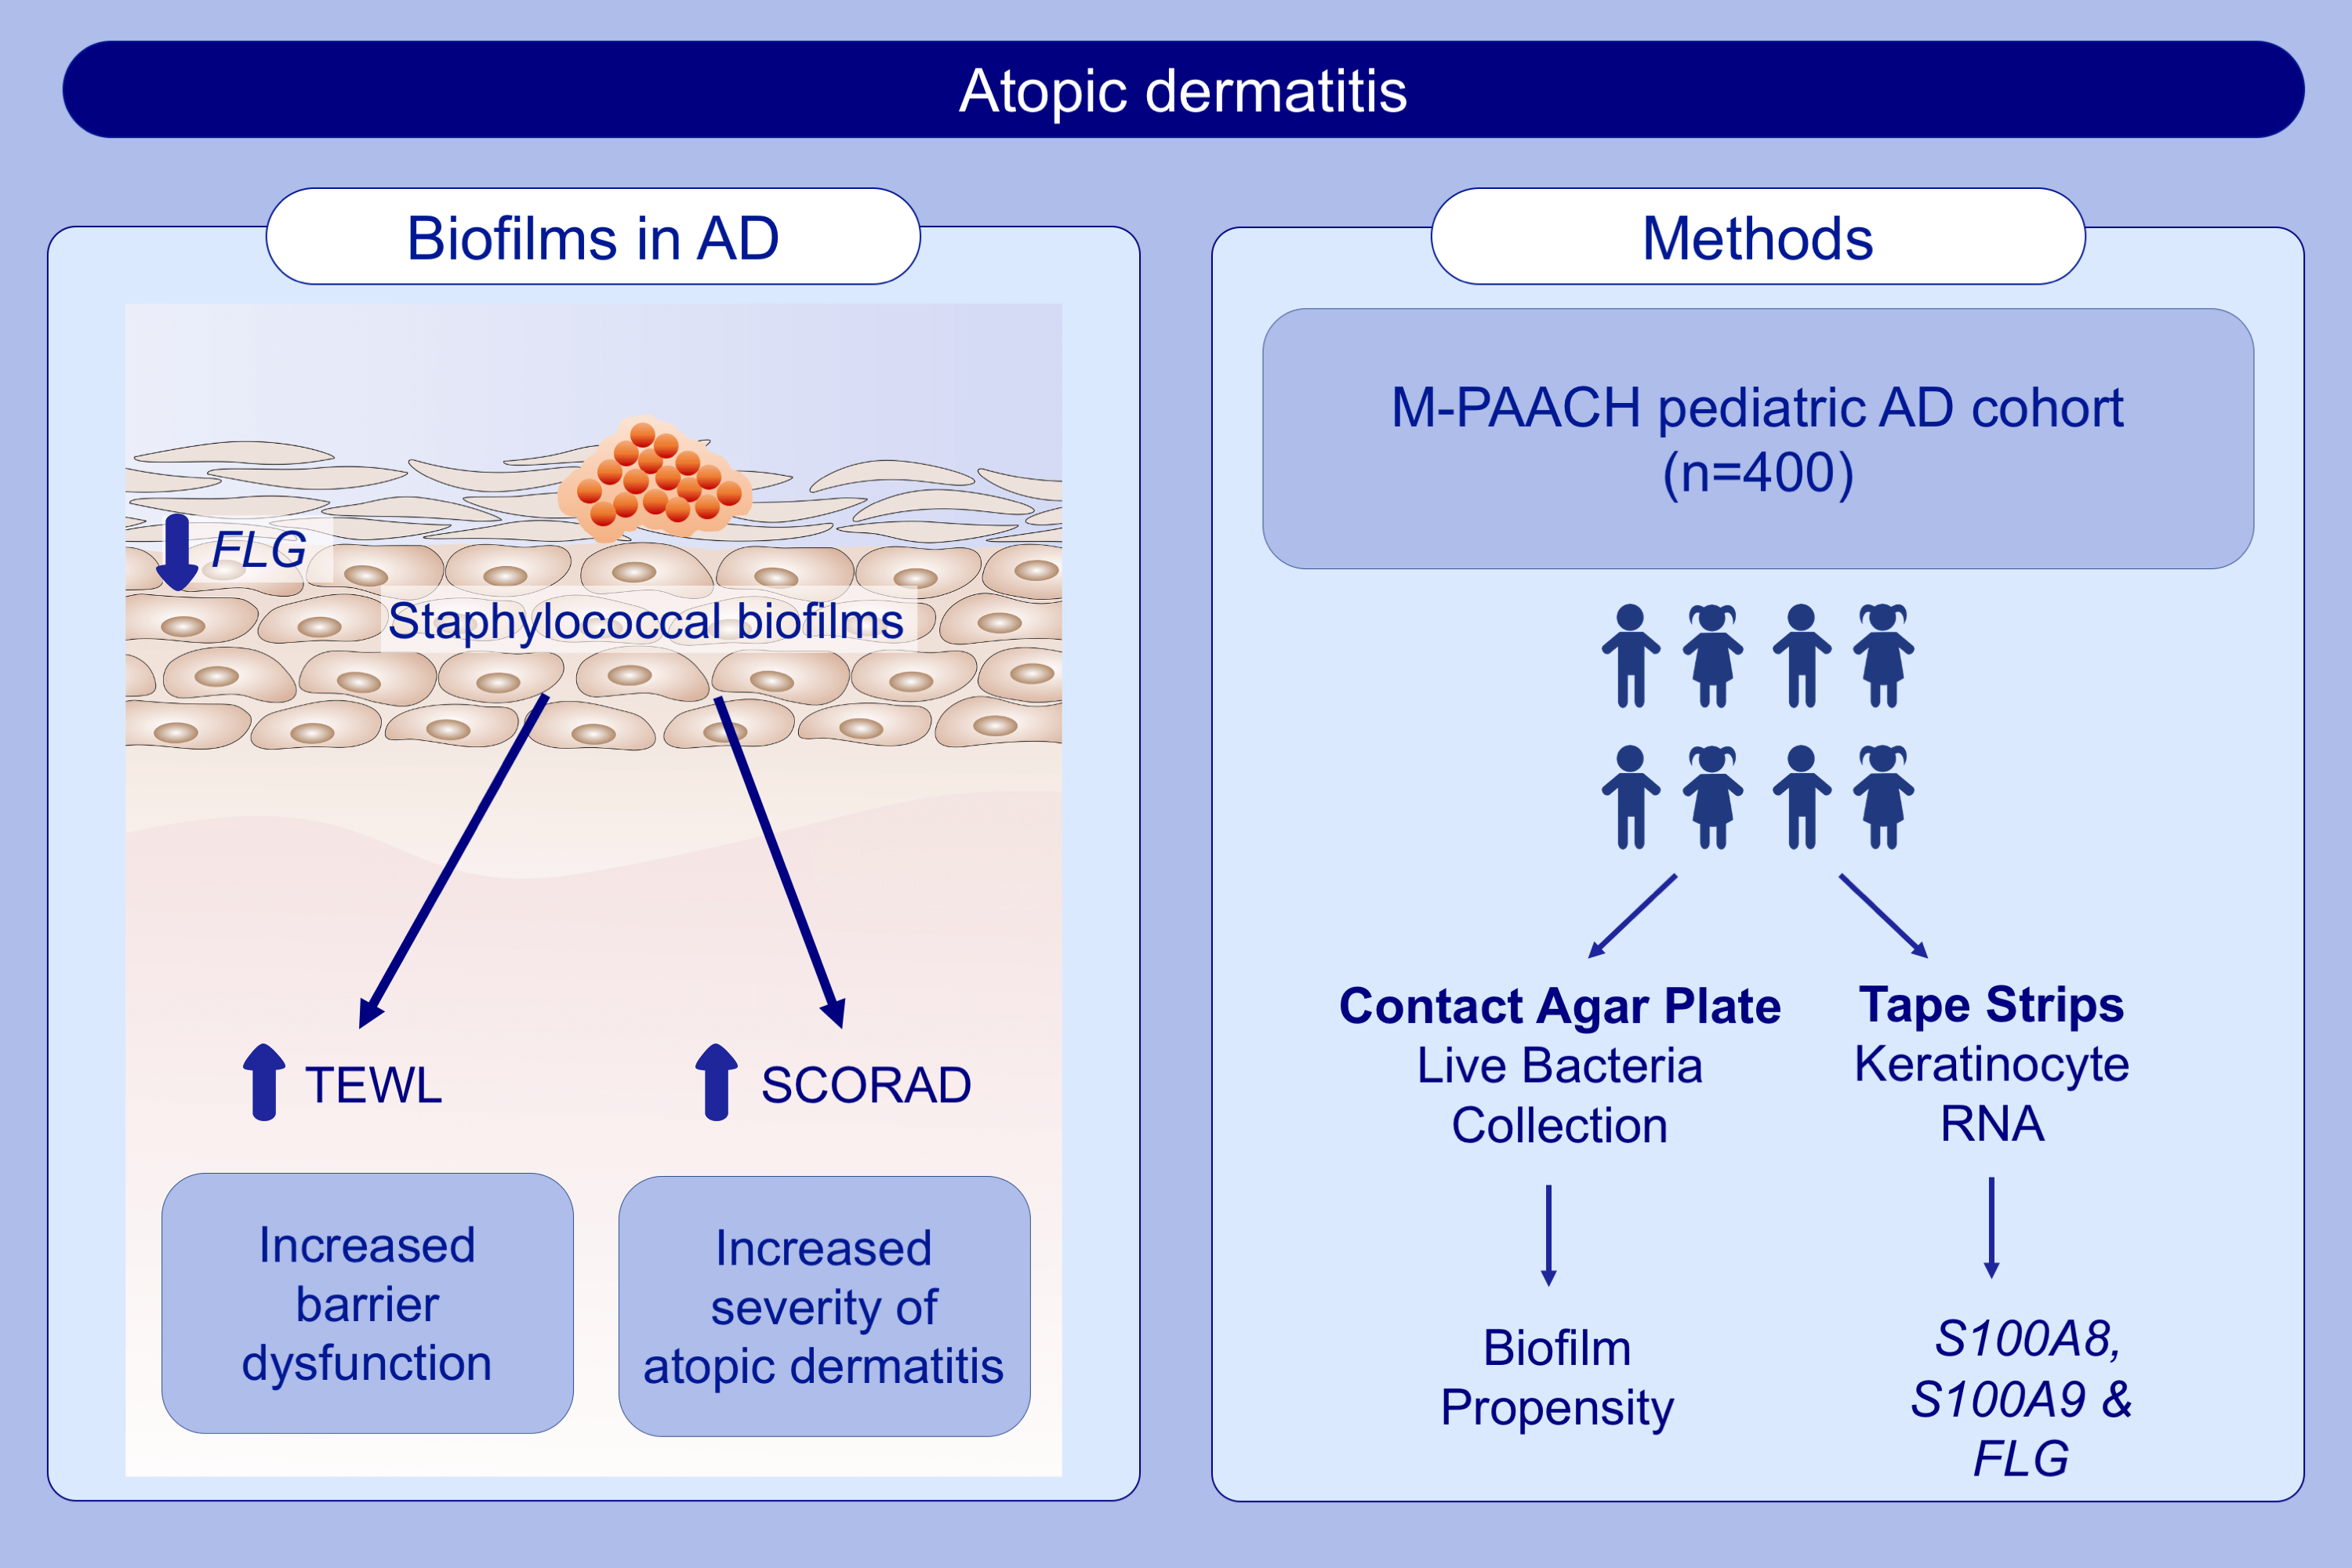 Atopic dermatitis
Biofilms in AD
FLG
Staphylococcal biofilms
TEWL
SCORAD
Increased
barrier
dysfunction
Increased
severity of
atopic dermatitis
Methods
M-PAACH pediatric AD cohort
(n=400)
Contact Agar Plate
Live Bacteria
Collection
Biofilm
Propensity
Tape Strips
Keratinocyte
RNA
S100A8,
S100A9 &
FLG